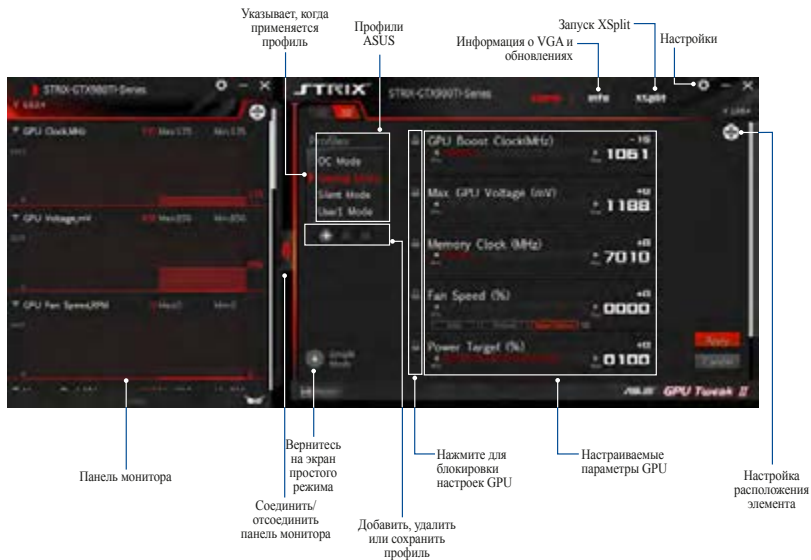 Указывает, когда
применяется
профиль
Профили
ASUS
Информация о VGA и
обновлениях
Запуск XSplit
Настройки
STRIX-GTX980TI-Series
GPU Clock,MHz
GPU Voltage,mV
GPU Fan Speed,RPM
STRIX
STRIX-GTX980TI-Series
Info
XSplit
Profiles
OC Mode
Silent Mode
User1 Mode
Simple
Mode
GPU Boost Clock(MHz)
1061
Max. GPU Voltage (mV)
1188
Memory Clock (MHz)
7010
Fan Speed (%)
0000
Power Target (%)
0100
Apply
GPU Tweak II
Панель монитора
Вернитесь
на экран
простого
режима
Соединить/
отсоединить
панель монитора
Добавить, удалить
или сохранить
профиль
Нажмите для
блокировки
настроек GPU
Настраиваемые
параметры GPU
Настройка
расположения
элемента